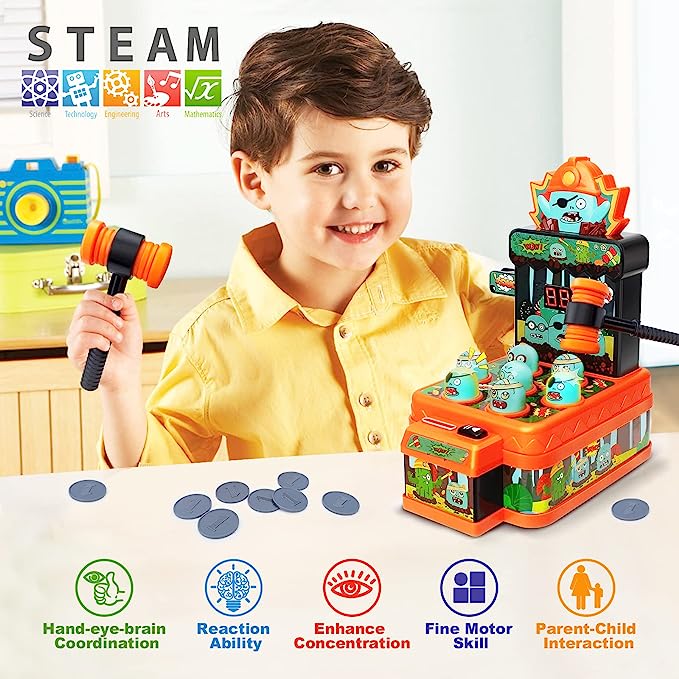 STEAM
Science Technology Engineering Arts Mathematics
Hand-eye-brain
Coordination
Reaction
Ability
Enhance
Concentration
Fine Motor
Skill
Parent-Child
Interaction